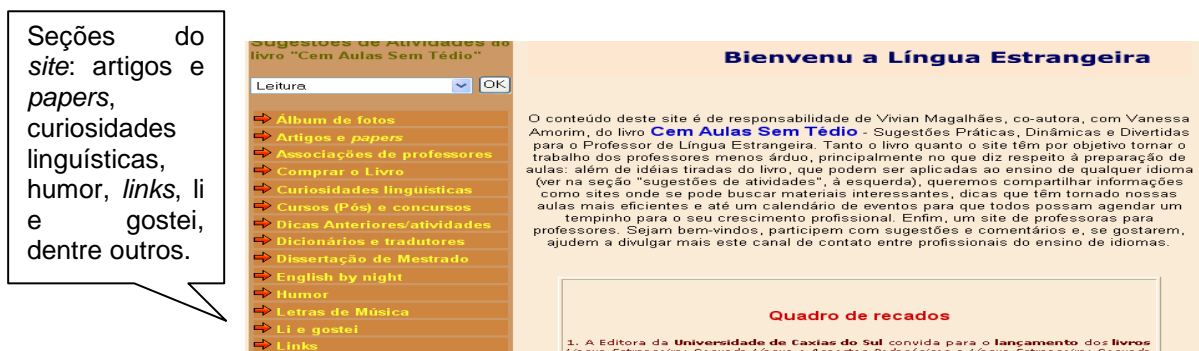 Seções do
site: artigos e
papers,
curiosidades
linguísticas,
humor, links, li
e gostei,
dentre outros.
Sugestões de Atividades do
livro "Cem Aulas Sem Tédio"
Leitura OK
Álbum de fotos
Artigos e papers
Associações de professores
Comprar o Livro
Curiosidades lingüísticas
Cursos (Pós) e concursos
Dicas Anteriores/atividades
Dicionários e tradutores
Dissertação de Mestrado
English by night
Humor
Letras de Música
Li e gostei
Links
Bienvenu a Língua Estrangeira
O conteúdo deste site é de responsabilidade de Vivian Magalhães, co-autora, com Vanessa
Amorim, do livro Cem Aulas Sem Tédio - Sugestões Práticas, Dinâmicas e Divertidas
para o Professor de Língua Estrangeira. Tanto o livro quanto o site têm por objetivo tornar o
trabalho dos professores menos árduo, principalmente no que diz respeito à preparação de
aulas: além de idéias tiradas do livro, que podem ser aplicadas ao ensino de qualquer idioma
(ver na seção "sugestões de atividades", à esquerda), queremos compartilhar informações
como sites onde se pode buscar materiais interessantes, dicas que têm tornado nossas
aulas mais eficientes e até um calendário de eventos para que todos possam agendar um
tempinho para o seu crescimento profissional. Enfim, um site de professoras para
professores. Sejam bem-vindos, participem com sugestões e comentários e, se gostarem,
ajudem a divulgar mais este canal de contato entre profissionais do ensino de idiomas.
Quadro de recados
1. A Editora da Universidade de Caxias do Sul convida para o lançamento dos livros